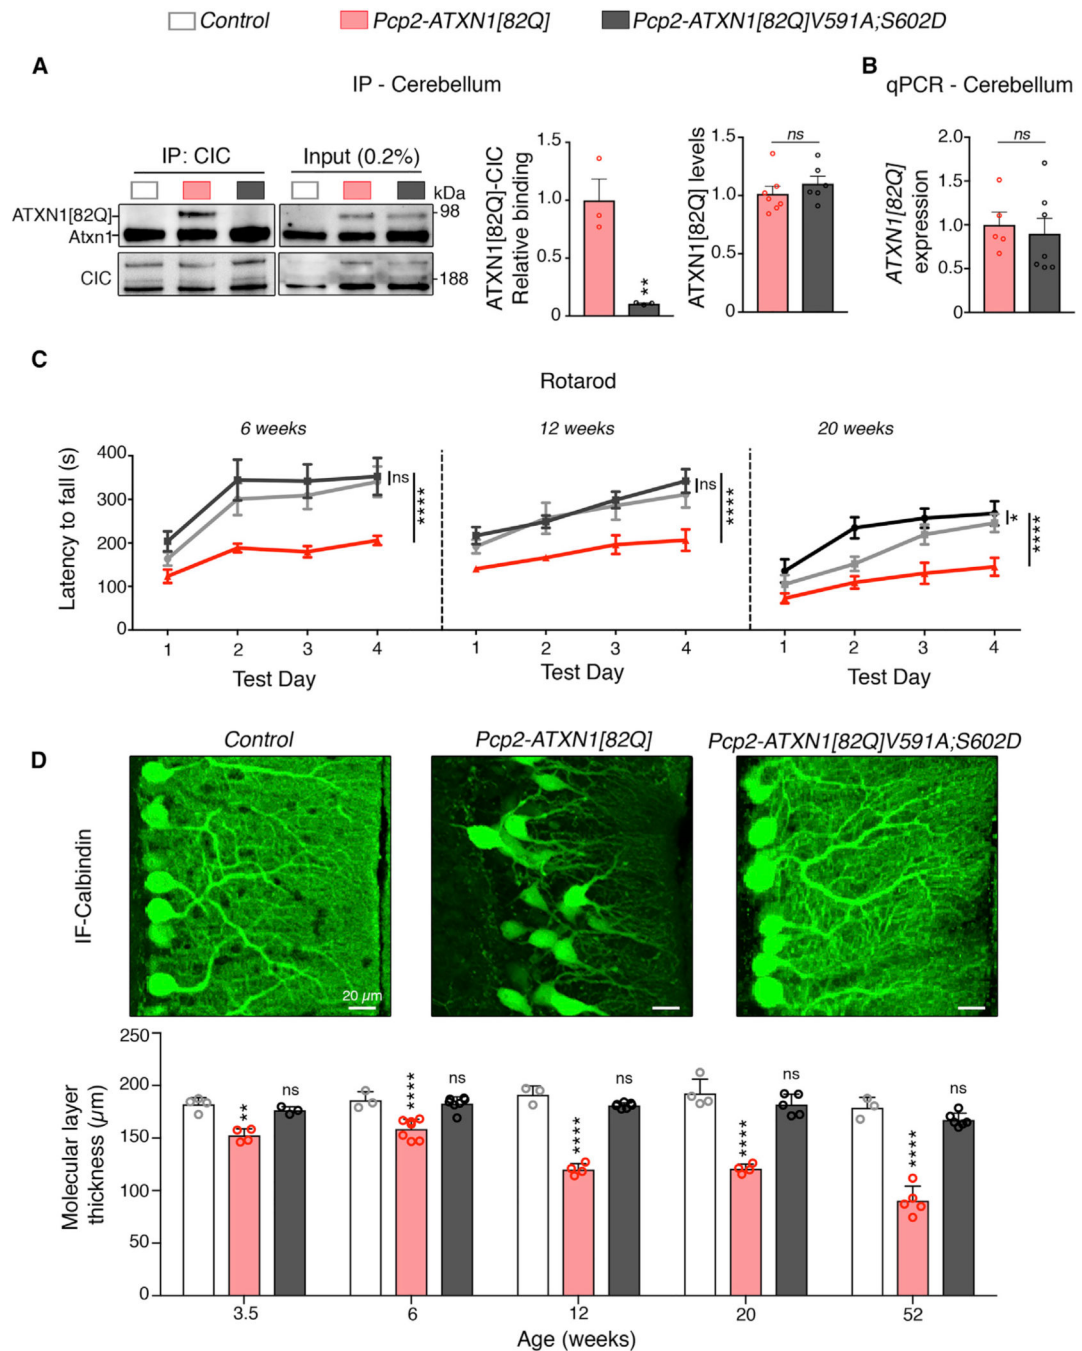 Control Pcp2-ATXN1[82Q] Pcp2-ATXN1[82Q]V591A;S602D
A
IP - Cerebellum
IP: CIC Input (0.2%)
kDa
ATXN1[82Q] 98
Atxn1
CIC 188
ATXN1[82Q]-CIC
Relative binding
1.5
1.0
0.5
0
**
ATXN1[82Q] levels
1.5
1.0
0.5
0
ns
B
qPCR - Cerebellum
ATXN1[82Q]
expression
2.0
1.5
1.0
0.5
0
ns
C
Rotarod
6 weeks 12 weeks 20 weeks
Latency to fall (s)
400
300
200
100
0
ns **** ns **** * ****
1 2 3 4 1 2 3 4 1 2 3 4
Test Day Test Day Test Day
D
Control Pcp2-ATXN1[82Q] Pcp2-ATXN1[82Q]V591A;S602D
IF-Calbindin
20 µm
Molecular layer
thickness (µm)
250
200
150
100
50
0
** ns **** ns **** ns **** ns **** ns
3.5 6 12 20 52
Age (weeks)